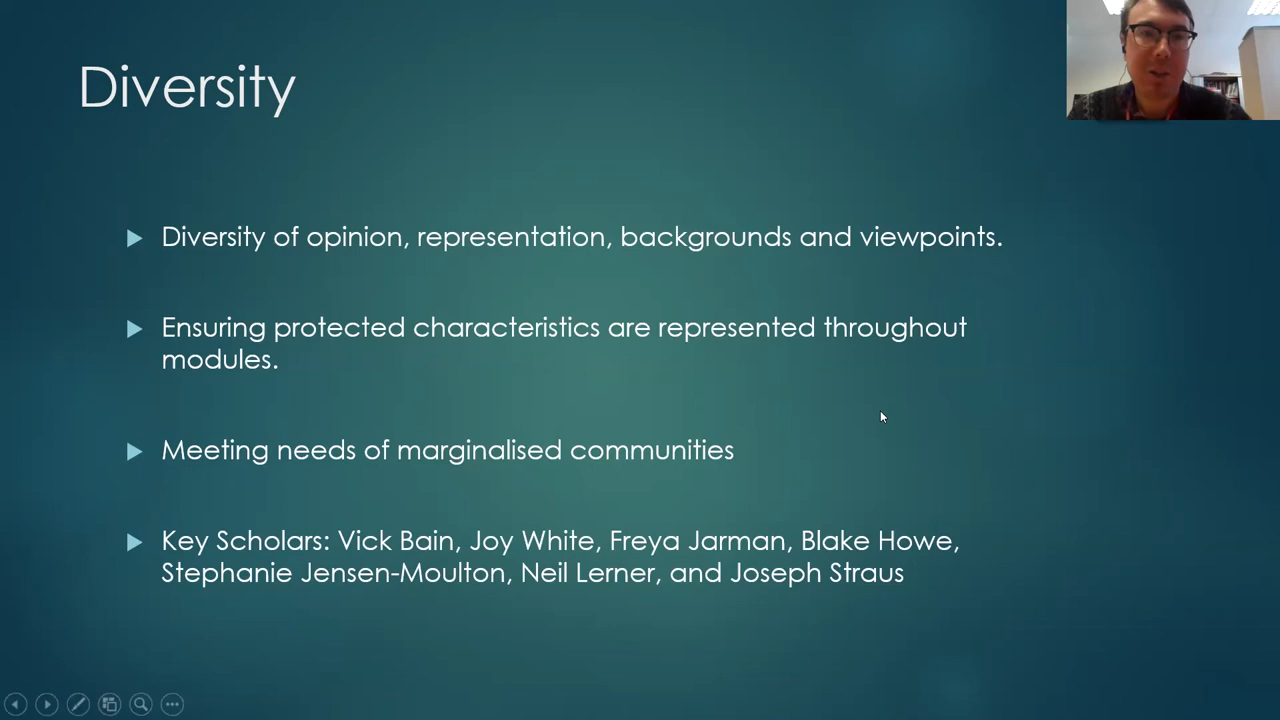 Diversity
Diversity of opinion, representation, backgrounds and viewpoints.
Ensuring protected characteristics are represented throughout
modules.
Meeting needs of marginalised communities
Key Scholars: Vick Bain, Joy White, Freya Jarman, Blake Howe,
Stephanie Jensen-Moulton, Neil Lerner, and Joseph Straus